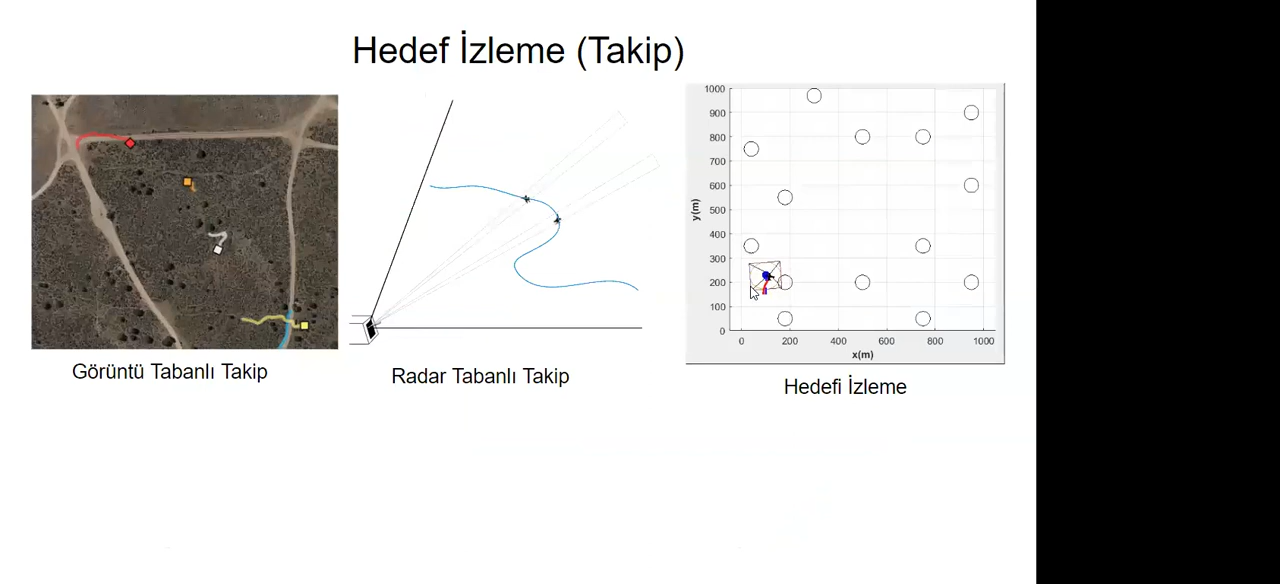 Hedef İzleme (Takip)
Görüntü Tabanlı Takip
Radar Tabanlı Takip
1000
900
800
700
600
500
400
300
200
100
0
y(m)
0 200 400 600 800 1000
x(m)
Hedefi İzleme